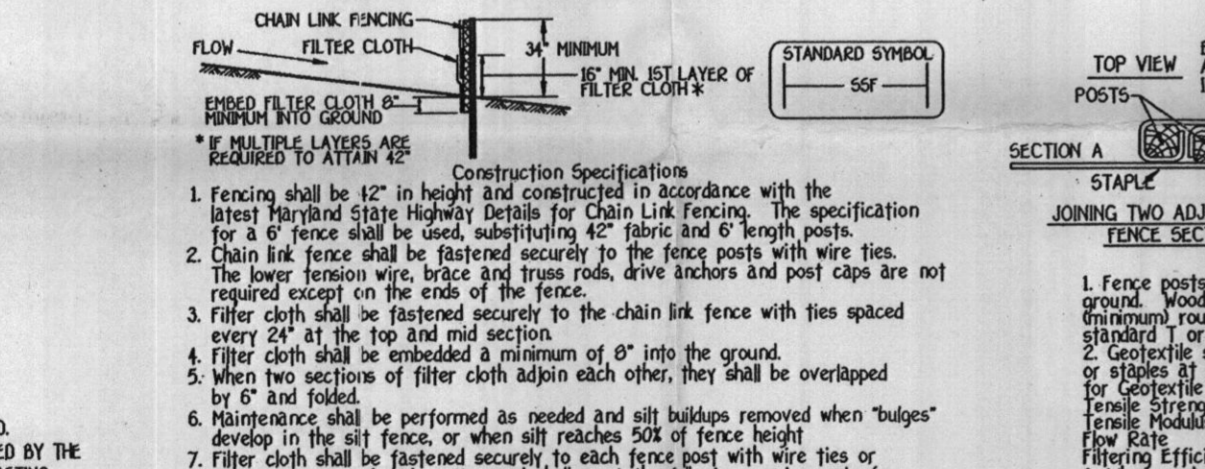 CHAIN LINK FENCING
FLOW
FILTER CLOTH
34" MINIMUM
16" MIN. 1ST LAYER OF
FILTER CLOTH *
EMBED FILTER CLOTH 8"
MINIMUM INTO GROUND
* IF MULTIPLE LAYERS ARE
REQUIRED TO ATTAIN 42"
STANDARD SYMBOL
SSF
Construction Specifications
1. Fencing shall be 42" in height and constructed in accordance with the
latest Maryland State Highway Details for Chain Link Fencing. The specification
for a 6' fence shall be used, substituting 42" fabric and 6' length posts.
2. Chain link fence shall be fastened securely to the fence posts with wire ties.
The lower tension wire, brace and truss rods, drive anchors and post caps are not
required except on the ends of the fence.
3. Filter cloth shall be fastened securely to the chain link fence with ties spaced
every 24" at the top and mid section.
4. Filter cloth shall be embedded a minimum of 8" into the ground.
5. When two sections of filter cloth adjoin each other, they shall be overlapped
by 6" and folded.
6. Maintenance shall be performed as needed and silt buildups removed when "bulges"
develop in the silt fence, or when silt reaches 50% of fence height
7. Filter cloth shall be fastened securely to each fence post with wire ties or
ED BY THE
TOP VIEW
POSTS
SECTION A
STAPLE
JOINING TWO ADJ
FENCE SEC
1. Fence posts
ground. Wood
(minimum) rou
standard T or
2. Geotextile s
or staples at
for Geotextile
Tensile Streng
Tensile Modulu
Flow Rate
Filtering Effici